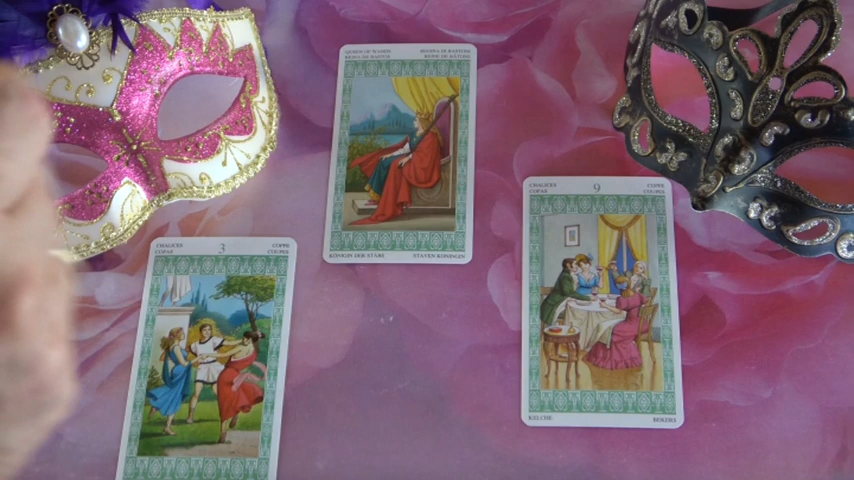 QUEEN OF WANDS REGINA DI BASTONI
REINA DE BASTOS REINE DE BÂTONS
KÖNIGIN DER STÄBE STAVEN KONINGIN
CHALICES 9 COPPE
COPAS COUPES
KELCHE BEKERS
CHALICES 3 COPPE
COPAS COUPES